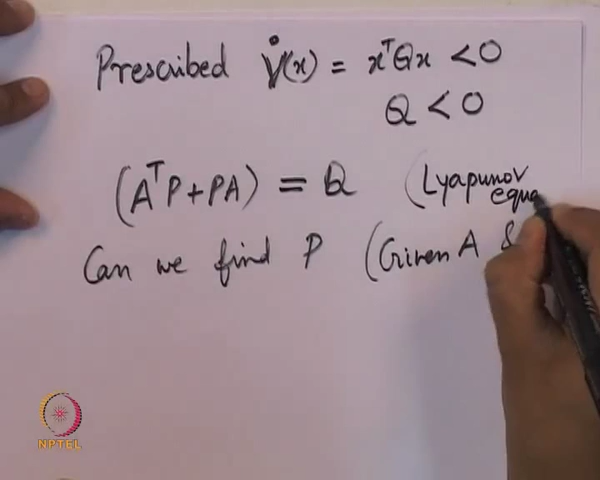 Prescribed V̇(x) = xᵀQx < 0
Q < 0
(AᵀP + PA) = Q (Lyapunov
equa
Can we find P (Given A &
NPTEL